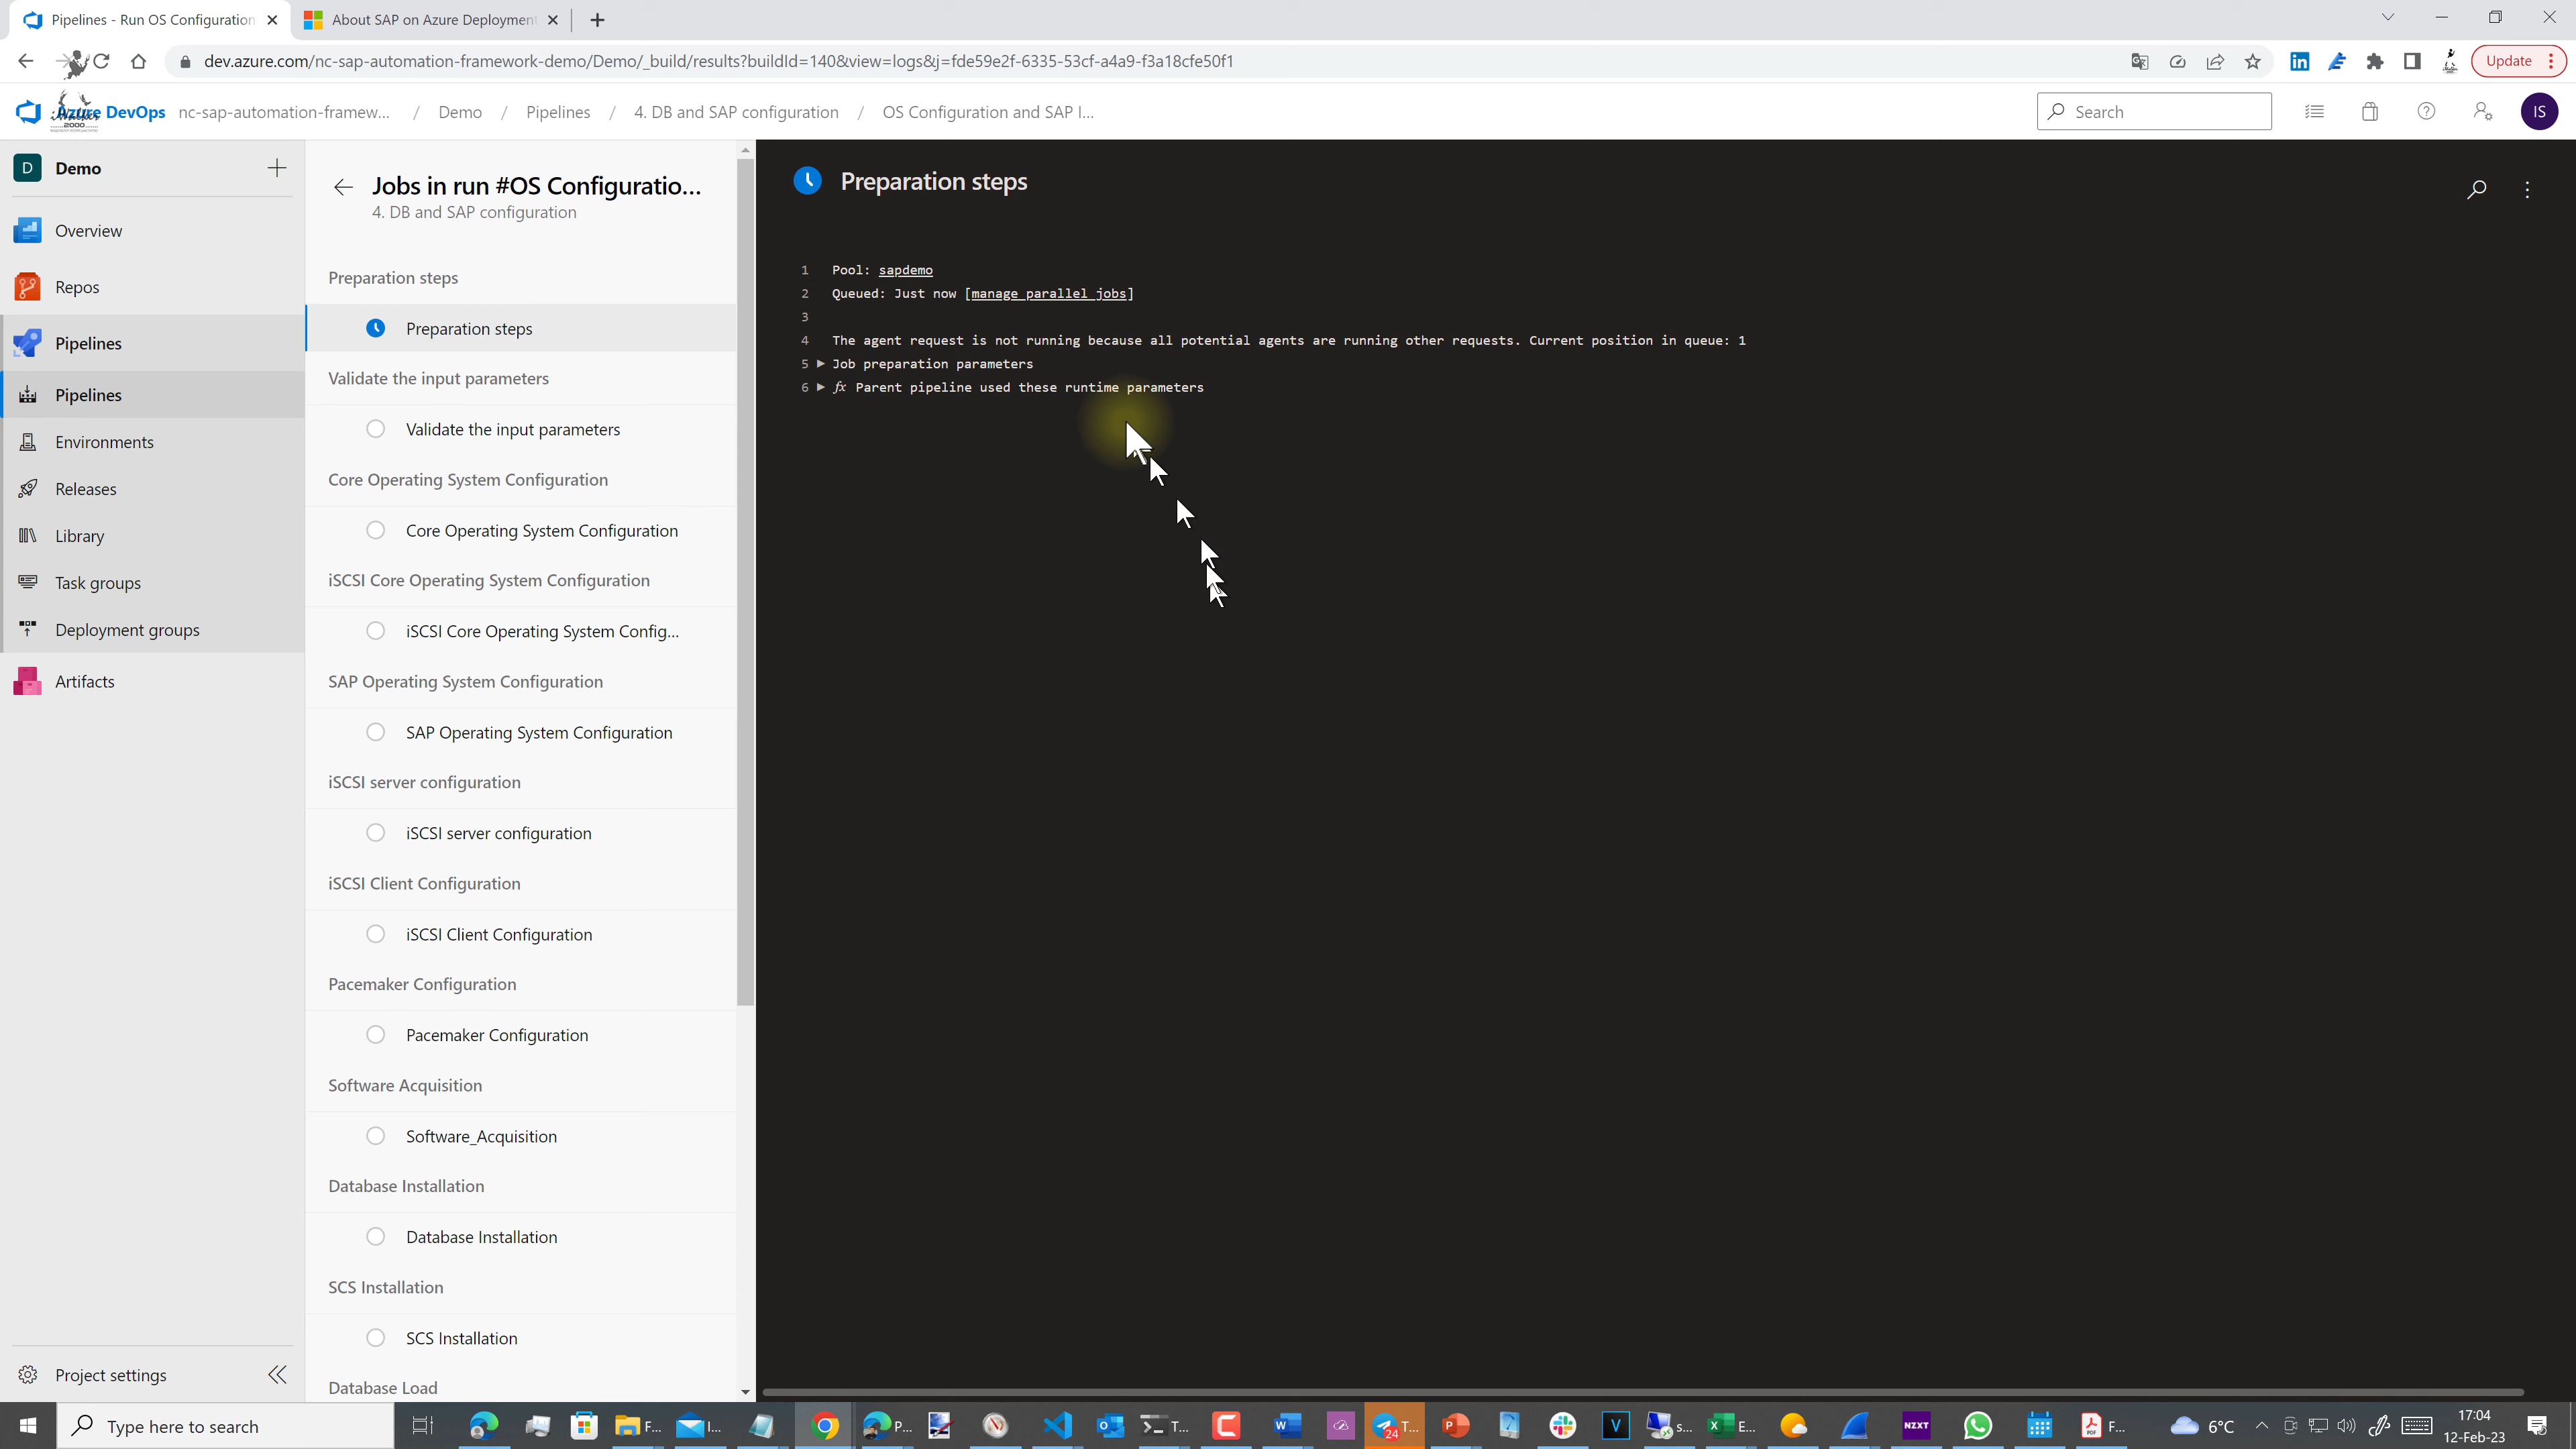 Pipelines - Run OS Configuration
About SAP on Azure Deployment
dev.azure.com/nc-sap-automation-framework-demo/Demo/_build/results?buildId=140&view=logs&j=fde59e2f-6335-53cf-a4a9-f3a18cfe50f1
Update
Azure DevOps
nc-sap-automation-framew... / Demo / Pipelines / 4. DB and SAP configuration / OS Configuration and SAP I...
Search
IS
2000
D Demo
Overview
Repos
Pipelines
Pipelines
Environments
Releases
Library
Task groups
Deployment groups
Artifacts
Project settings
Jobs in run #OS Configuratio...
4. DB and SAP configuration
Preparation steps
Preparation steps
Validate the input parameters
Validate the input parameters
Core Operating System Configuration
Core Operating System Configuration
iSCSI Core Operating System Configuration
iSCSI Core Operating System Config...
SAP Operating System Configuration
SAP Operating System Configuration
iSCSI server configuration
iSCSI server configuration
iSCSI Client Configuration
iSCSI Client Configuration
Pacemaker Configuration
Pacemaker Configuration
Software Acquisition
Software_Acquisition
Database Installation
Database Installation
SCS Installation
SCS Installation
Database Load
Preparation steps
1 Pool: sapdemo
2 Queued: Just now [manage parallel jobs]
3
4 The agent request is not running because all potential agents are running other requests. Current position in queue: 1
5 Job preparation parameters
6 fx Parent pipeline used these runtime parameters
Type here to search
F...
I...
P...
T...
24
T...
V
s...
E...
NZXT
F...
6°C
17:04
12-Feb-23